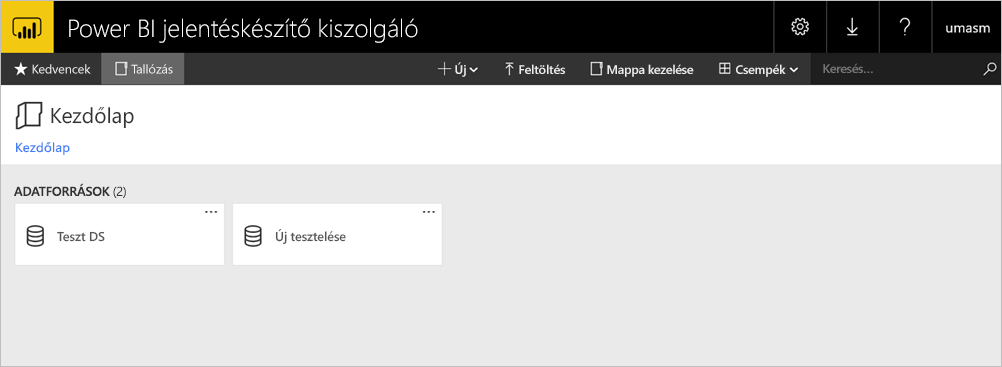 Power BI jelentéskészítő kiszolgáló
?
umasm
Kedvencek
Tallózás
Új
Feltöltés
Mappa kezelése
Csempék
Keresés...
Kezdőlap
Kezdőlap
ADATFORRÁSOK (2)
...
...
Teszt DS
Új tesztelése